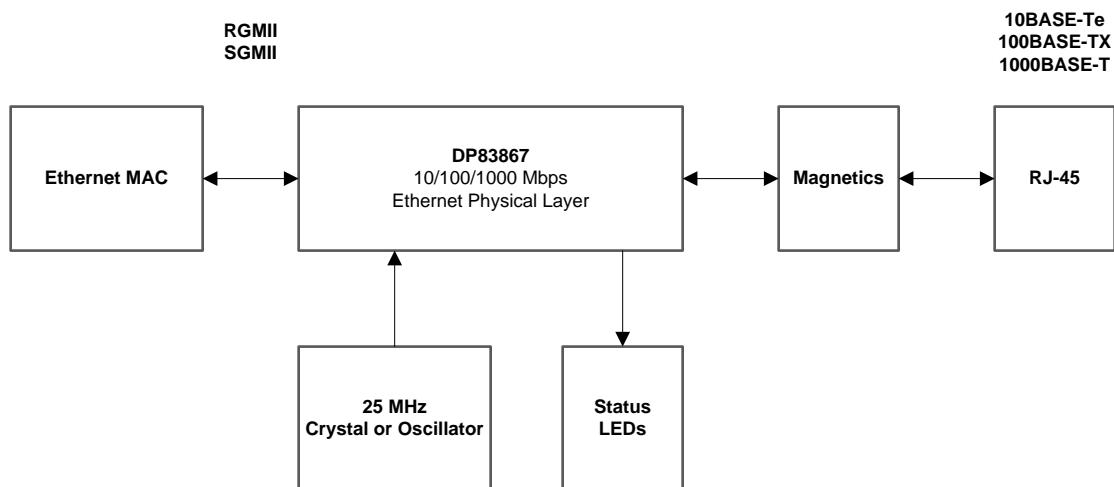 RGMII
SGMII
10BASE-Te
100BASE-TX
1000BASE-T
Ethernet MAC
DP83867
10/100/1000 Mbps
Ethernet Physical Layer
Magnetics
RJ-45
25 MHz
Crystal or Oscillator
Status
LEDs